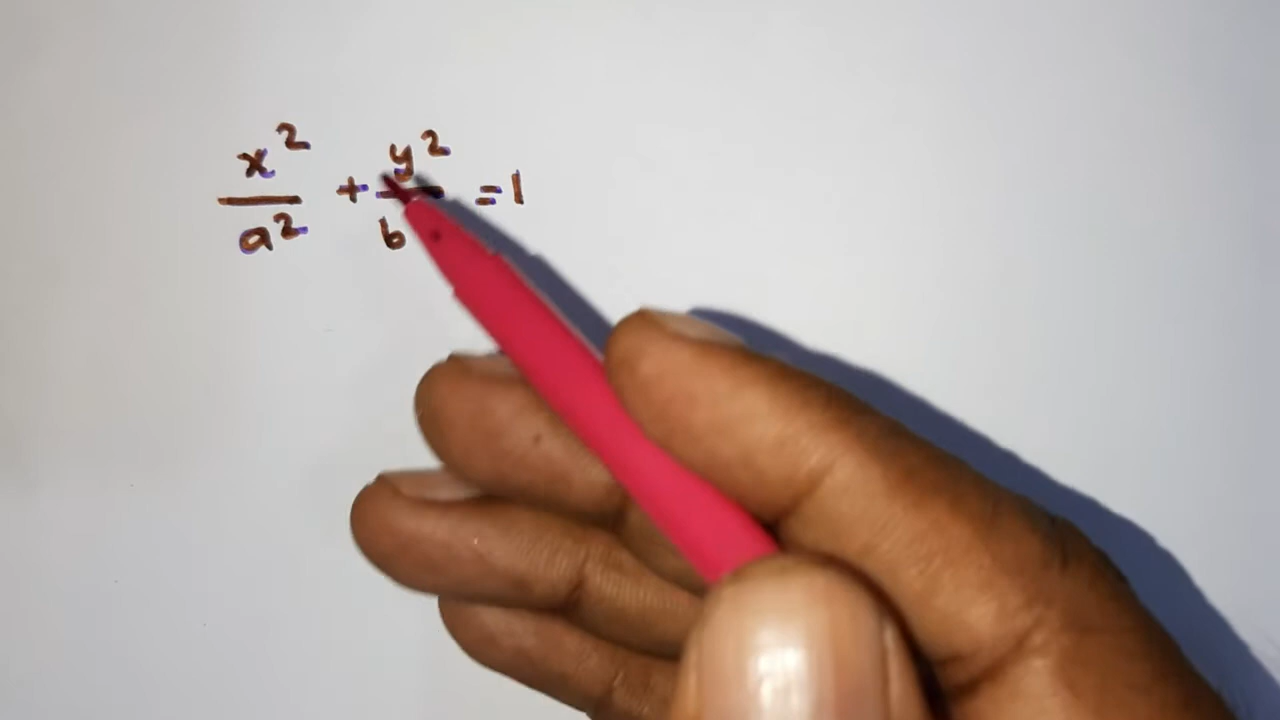 x²/a² + y²/b = 1